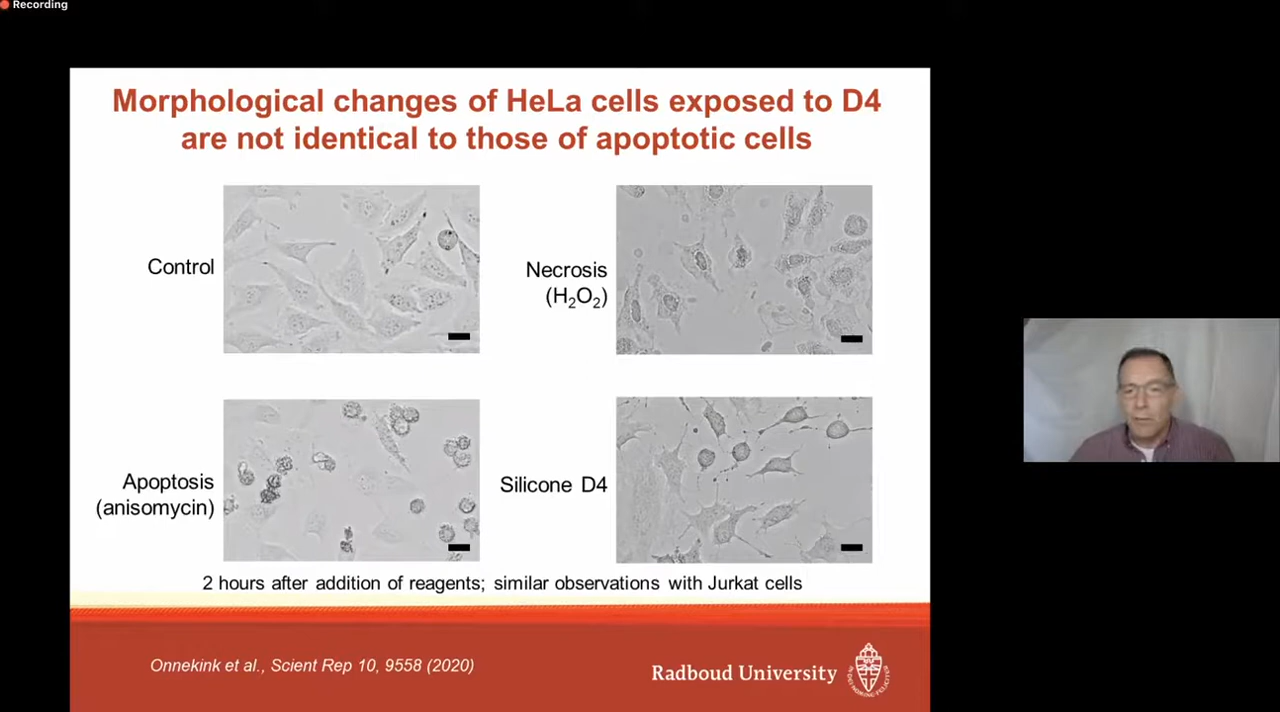 Recording
Morphological changes of HeLa cells exposed to D4
are not identical to those of apoptotic cells
Control
Necrosis
(H₂O₂)
Apoptosis
(anisomycin)
Silicone D4
2 hours after addition of reagents; similar observations with Jurkat cells
Onnekink et al., Scient Rep 10, 9558 (2020)
Radboud University